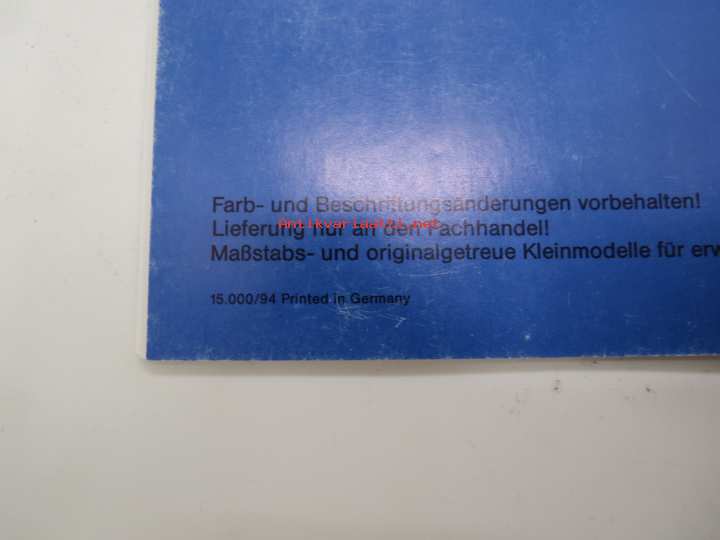 Farb- und Beschriftungsänderungen vorbehalten!
Antikvariaatti.net
Lieferung nur an den Fachhandel!
Maßstabs- und originalgetreue Kleinmodelle für
15.000/94 Printed in Germany